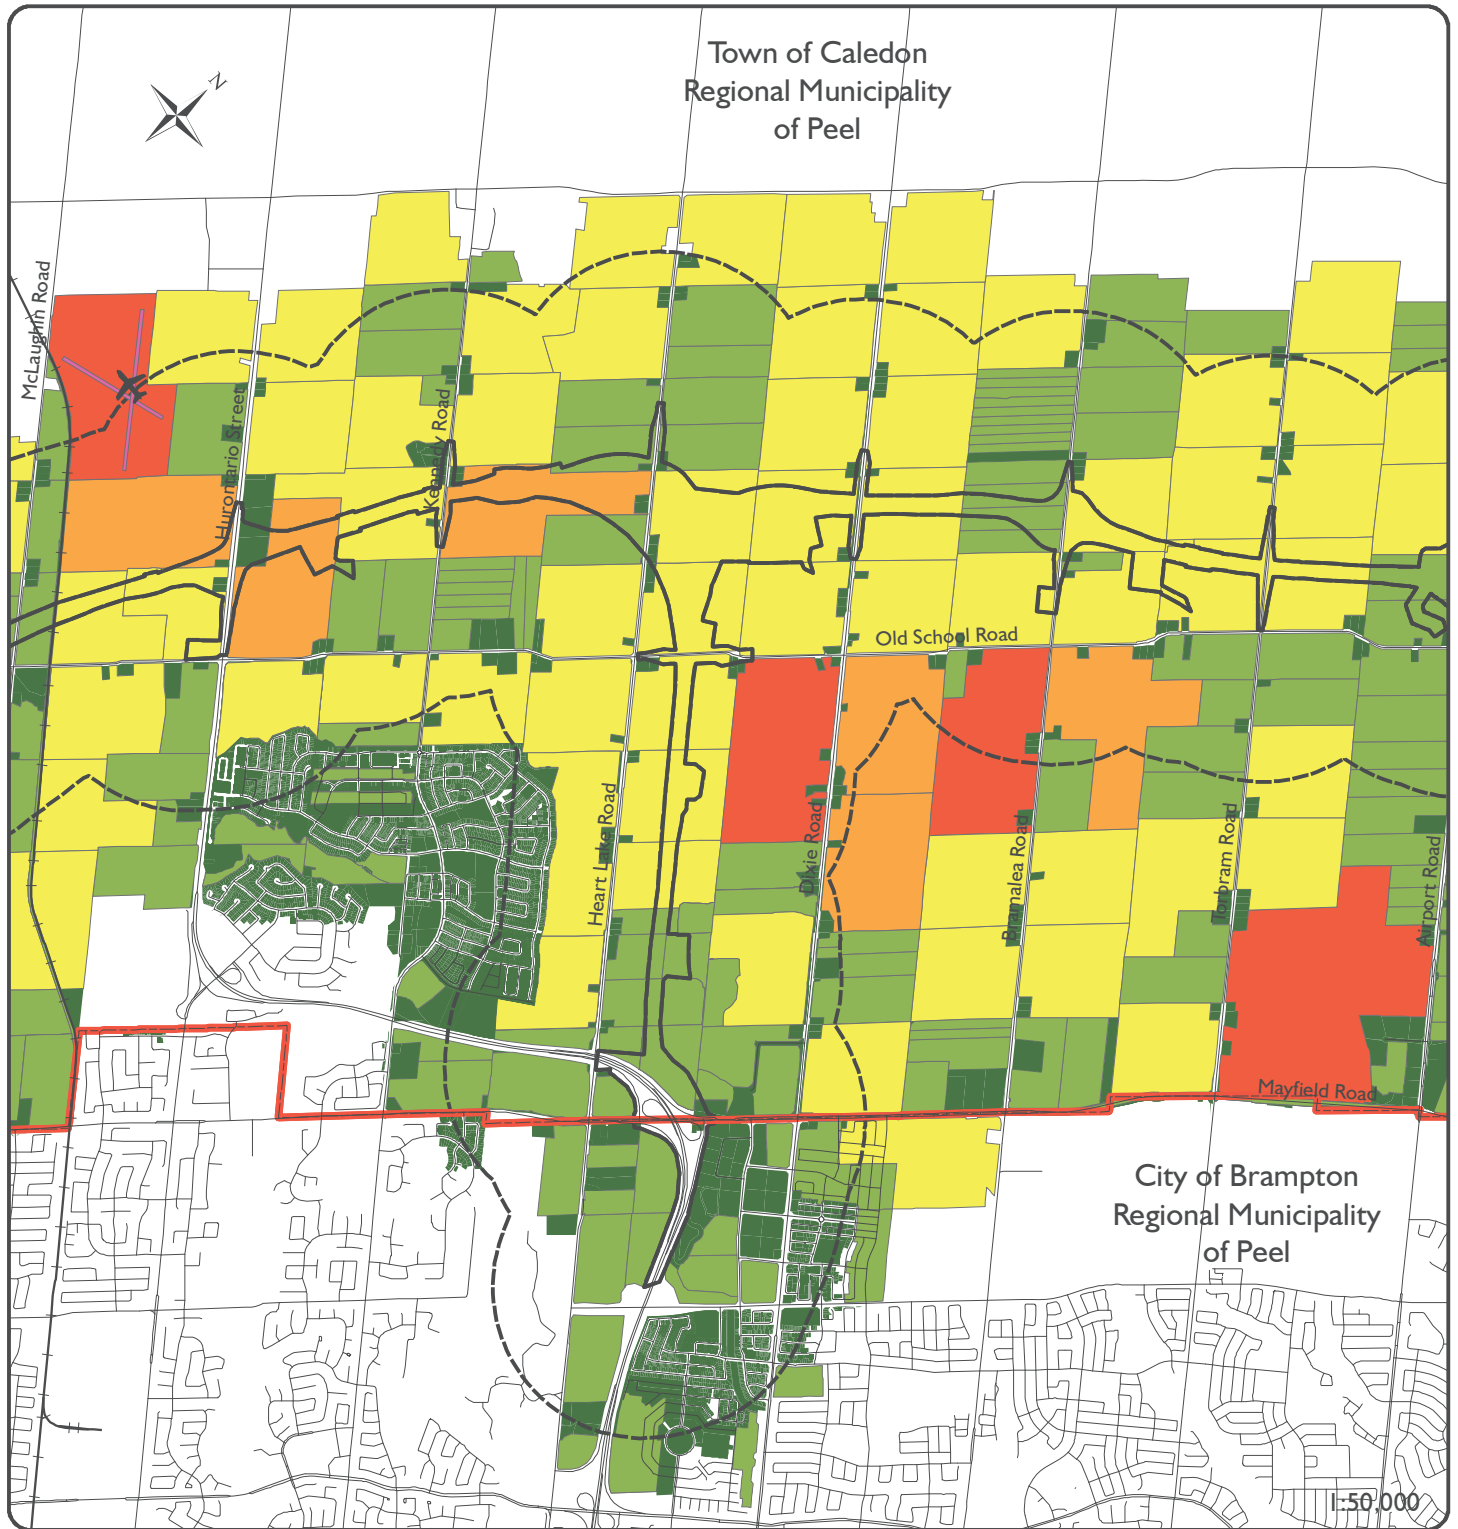 Town of Caledon
Regional Municipality
of Peel
N
McLaughlin Road
Hurontario Street
Kennedy Road
Old School Road
Heart Lake Road
Dixie Road
Bramalea Road
Torbram Road
Airport Road
Mayfield Road
City of Brampton
Regional Municipality
of Peel
1:50,000